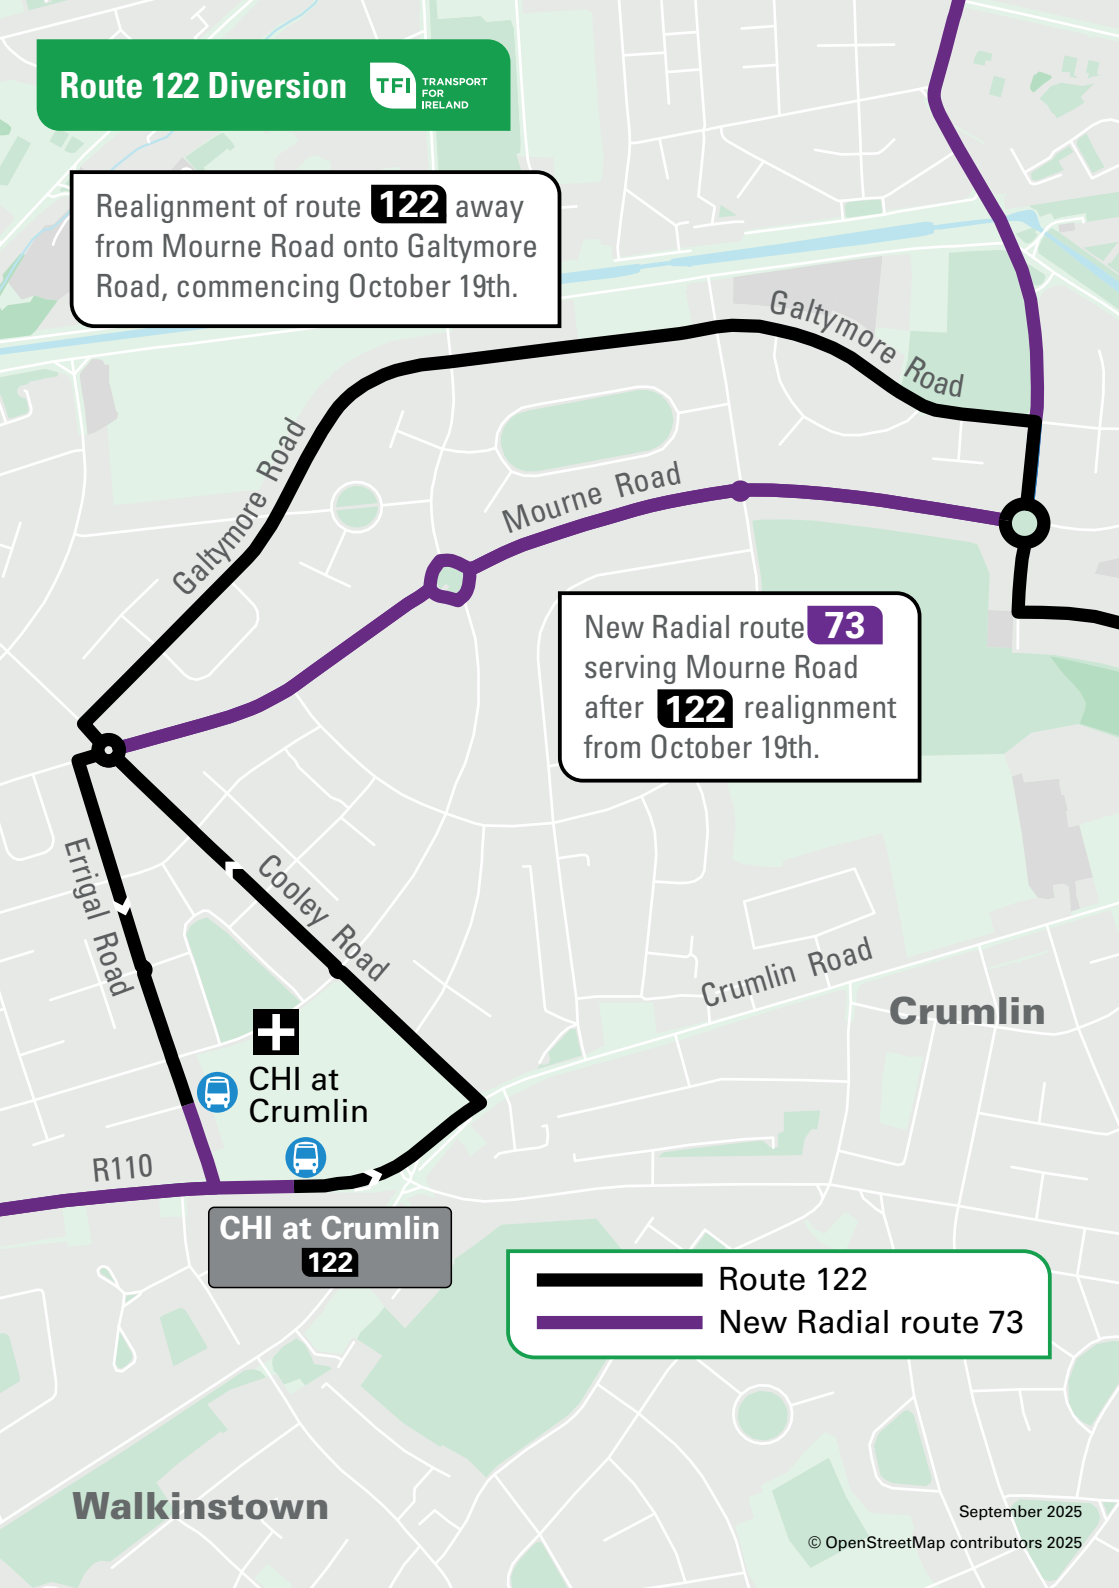 Route 122 Diversion
TFI
TRANSPORT
FOR
IRELAND
Realignment of route 122 away
from Mourne Road onto Galtymore
Road, commencing October 19th.
Galtymore Road
Galtymore Road
Mourne Road
New Radial route 73
serving Mourne Road
after 122 realignment
from October 19th.
Errigal Road
Cooley Road
Crumlin Road
Crumlin
CHI at
Crumlin
R110
CHI at Crumlin
122
Route 122
New Radial route 73
Walkinstown
September 2025
© OpenStreetMap contributors 2025